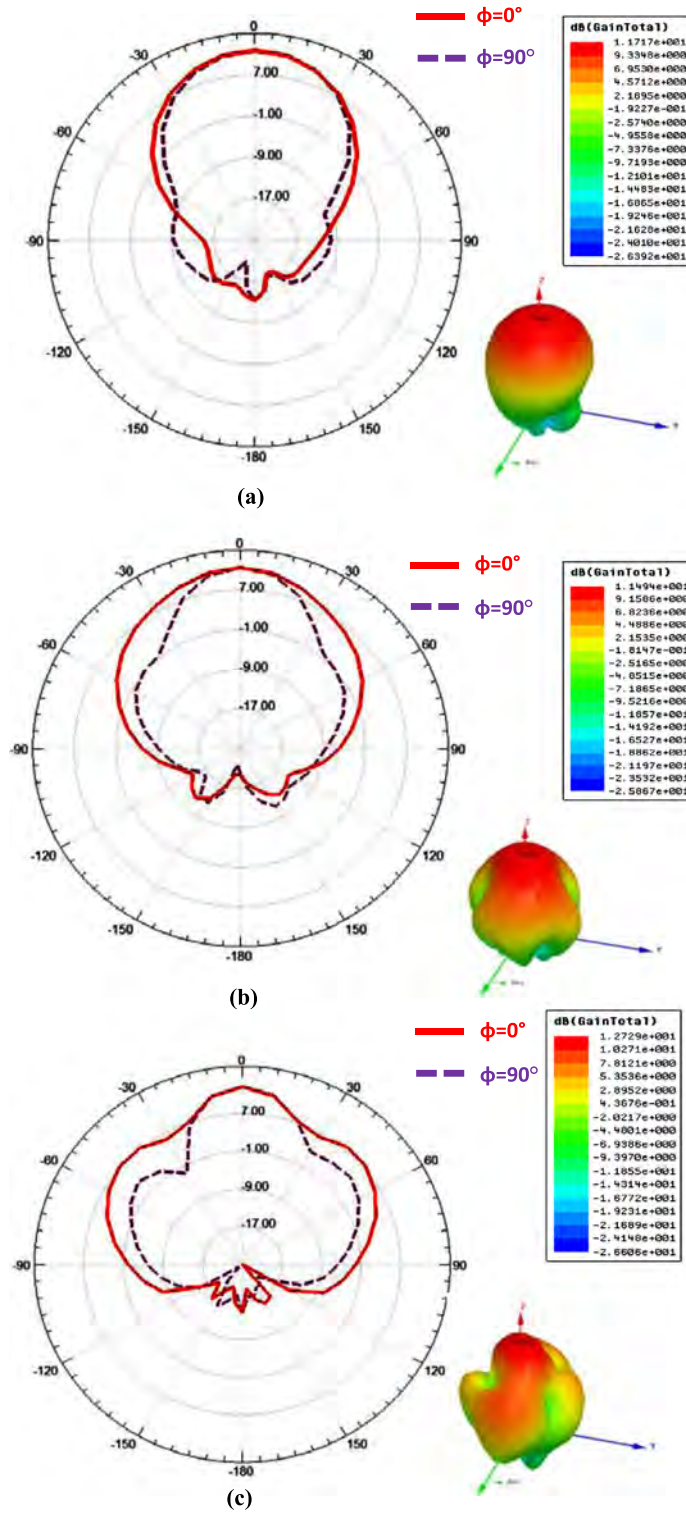 0
-30
30
-60
60
-90
90
-120
120
-150
150
-180
7.00
-1.00
-9.00
-17.00
ϕ=0°
ϕ=90°
dB(GainTotal)
1.1717e+001
9.3348e+000
6.9530e+000
4.5712e+000
2.1895e+000
-1.9227e-001
-2.5740e+000
-4.9558e+000
-7.3376e+000
-9.7193e+000
-1.2101e+001
-1.4483e+001
-1.6865e+001
-1.9246e+001
-2.1628e+001
-2.4010e+001
-2.6392e+001
Z
(a)
0
-30
30
-60
60
-90
90
-120
120
-150
150
-180
7.00
-1.00
-9.00
-17.00
ϕ=0°
ϕ=90°
dB(GainTotal)
1.1494e+001
9.1586e+000
6.8236e+000
4.4886e+000
2.1535e+000
-1.8147e-001
-2.5165e+000
-4.8515e+000
-7.1865e+000
-9.5216e+000
-1.1857e+001
-1.4192e+001
-1.6527e+001
-1.8862e+001
-2.1197e+001
-2.3532e+001
-2.5867e+001
(b)
0
-30
30
-60
60
-90
90
-120
120
-150
150
-180
7.00
-1.00
-9.00
-17.00
ϕ=0°
ϕ=90°
dB(GainTotal)
1.2729e+001
1.0271e+001
7.8121e+000
5.3536e+000
2.8952e+000
4.3676e-001
-2.0217e+000
-4.4801e+000
-6.9386e+000
-9.3970e+000
-1.1855e+001
-1.4314e+001
-1.6772e+001
-1.9231e+001
-2.1689e+001
-2.4148e+001
-2.6606e+001
Y
(c)